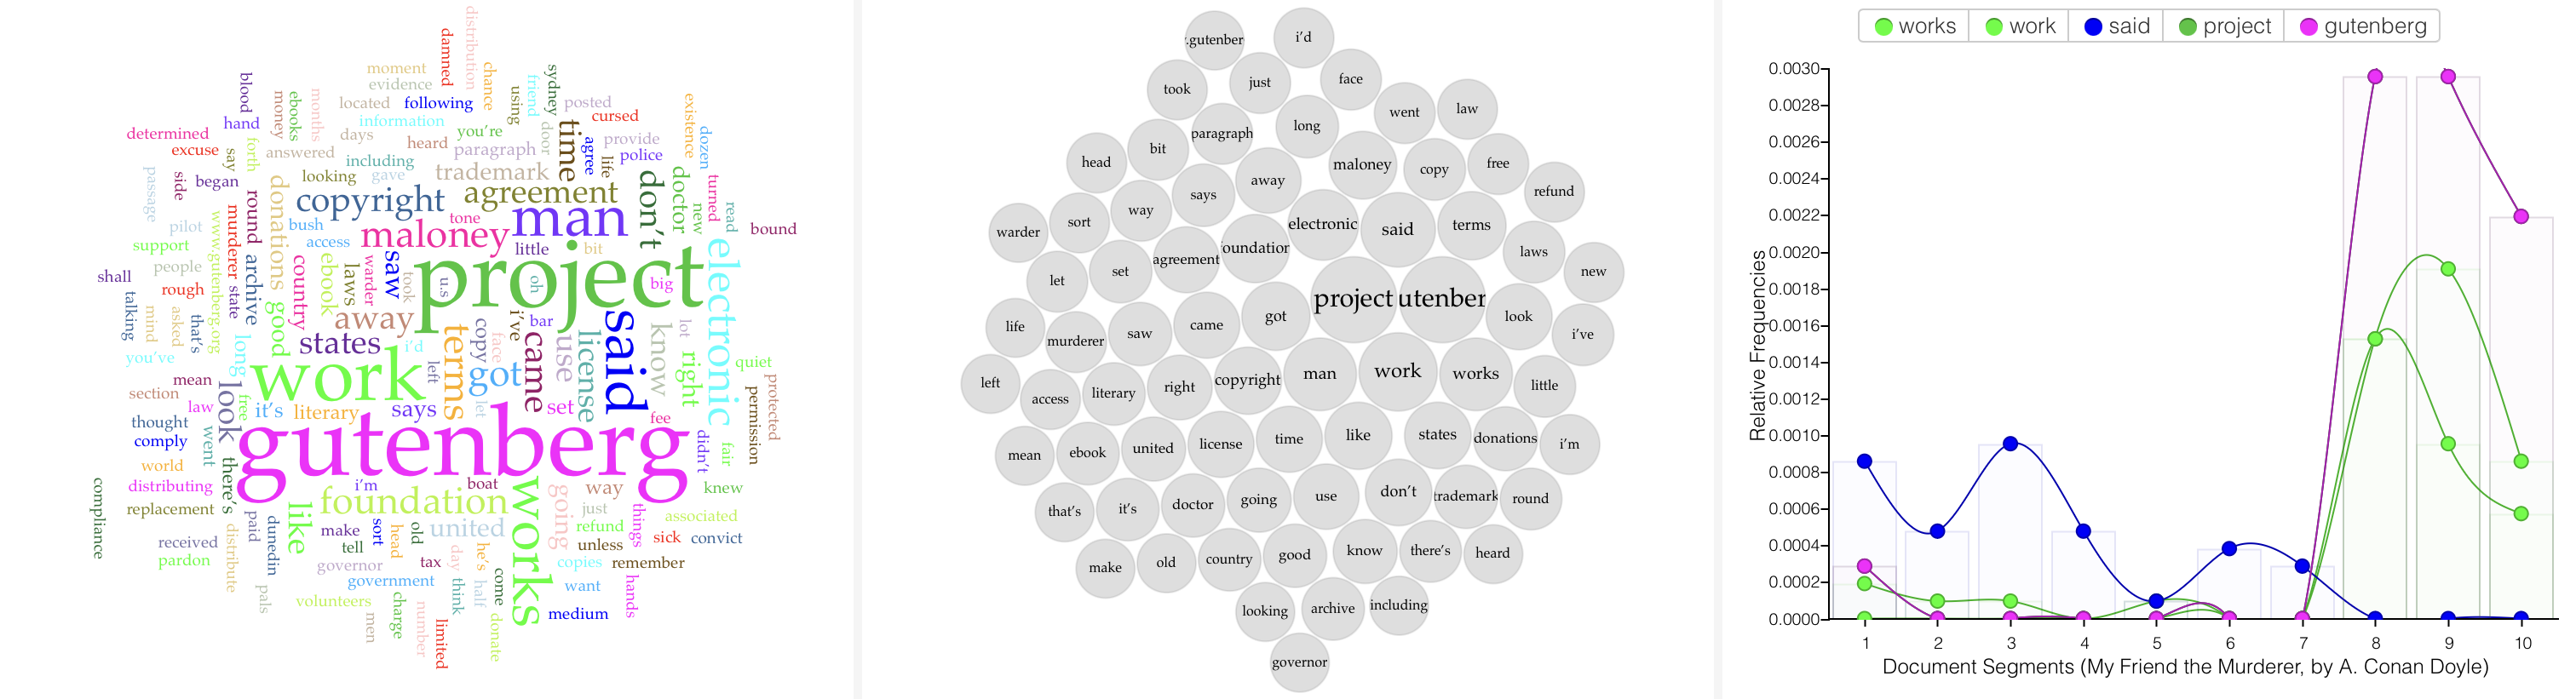 distribution
damned
moment
evidence
chance
sydney
friend
using
blood
money
ebooks
months
located
following
posted
cursed
existence
information
hand
determined
days
you're
door
time
agree
life
provide
police
dozen
excuse
say
forth
answered
heard
paragraph
including
gave
looking
trademark
passage
side
began
round
donations
copyright
agreement
don't
doctor
turned
new
read
murderer
www.gutenberg.org
pilot
bush
tone
man
bound
support
access
maloney
little
bit
electronic
people
archive
country
ebook
laws
warder
saw
took
u.s
project
oh
big
shall
rough
state
talking
mind
asked
that's
good
away
i've
bar
said
know
lot
long
states
i'd
terms
copy
face
came
use
license
right
you've
quiet
work
left
got
mean
section
law
look
free
it's
literary
says
let
set
fee
permission
protected
thought
comply
went
there's
gutenberg
didn't
fair
world
distributing
i'm
boat
way
knew
compliance
replacement
like
foundation
works
going
just
things
associated
distribute
paid
dunedin
make
sort
head
old
united
refund
received
tell
unless
sick
convict
pardon
governor
tax
day
he's
come
copies
remember
government
think
half
want
hands
pals
volunteers
charge
number
limited
donate
medium
men
.gutenber
i'd
took
just
face
went
law
paragraph
long
head
bit
maloney
copy
free
says
away
refund
way
sort
electronic
said
terms
warder
foundation
laws
agreement
set
let
new
project
utenber
got
look
came
life
saw
murderer
i've
man
work
works
copyright
left
right
little
literary
access
like
states
donations
time
license
united
i'm
ebook
mean
don't
trademark
use
going
round
doctor
it's
that's
good
know
there's
heard
country
old
make
looking
archive
including
governor
works
work
said
project
gutenberg
0.0030
0.0028
0.0026
0.0024
0.0022
0.0020
0.0018
0.0016
0.0014
0.0012
0.0010
0.0008
0.0006
0.0004
0.0002
0.0000
Relative Frequencies
1 2 3 4 5 6 7 8 9 10
Document Segments (My Friend the Murderer, by A. Conan Doyle)